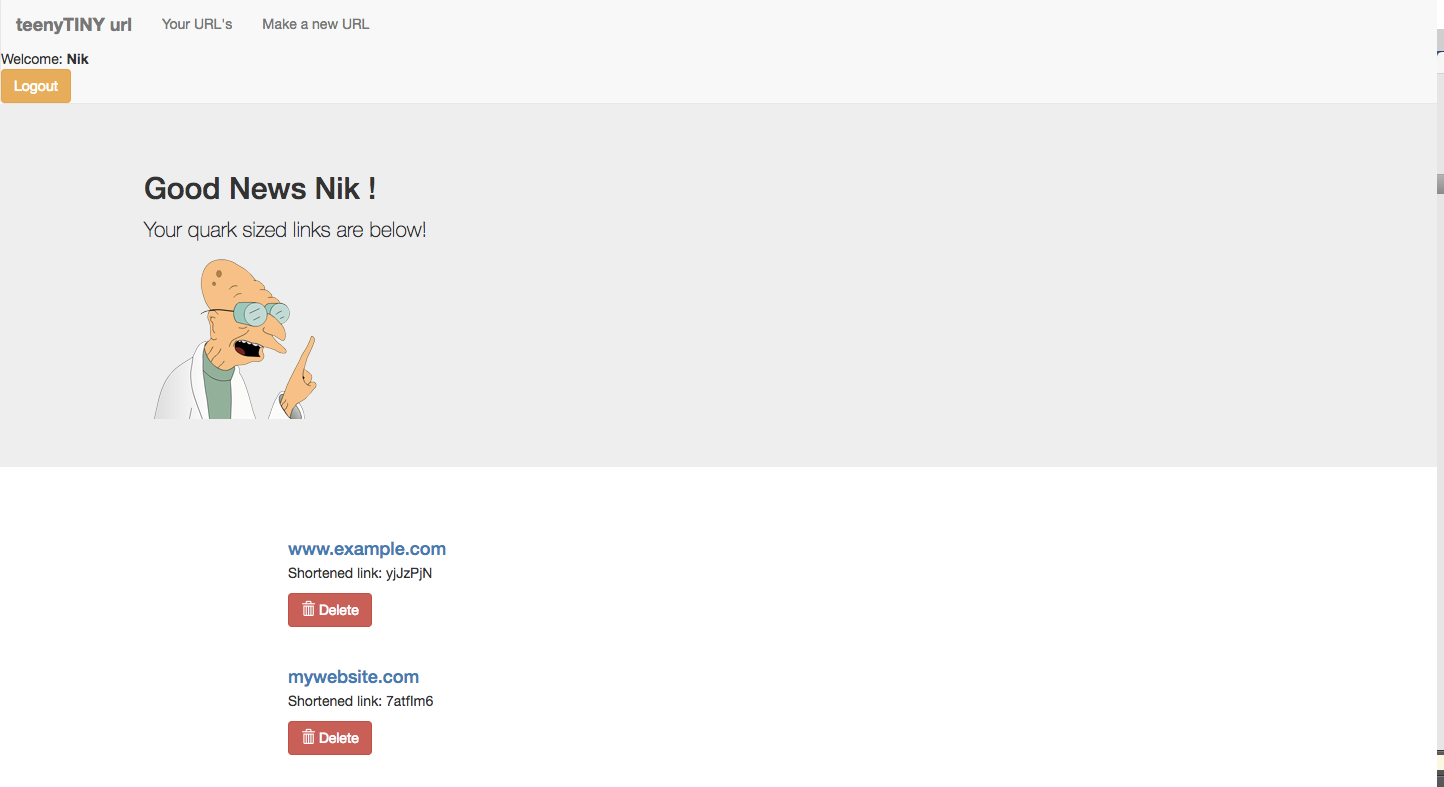 teenyTINY url Your URL's Make a new URL
Welcome: Nik
Logout
Good News Nik !
Your quark sized links are below!
www.example.com
Shortened link: yjJzPjN
Delete
mywebsite.com
Shortened link: 7atflm6
Delete